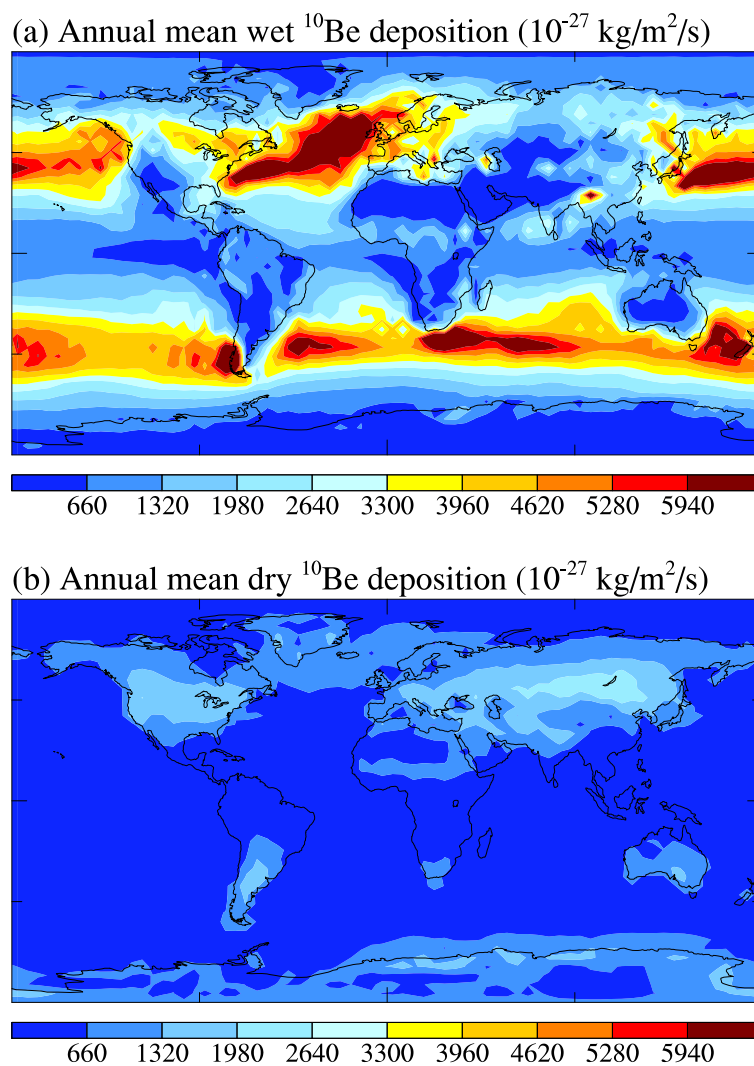 (a) Annual mean wet ¹⁰Be deposition (10⁻²⁷ kg/m²/s)
660 1320 1980 2640 3300 3960 4620 5280 5940
(b) Annual mean dry ¹⁰Be deposition (10⁻²⁷ kg/m²/s)
660 1320 1980 2640 3300 3960 4620 5280 5940